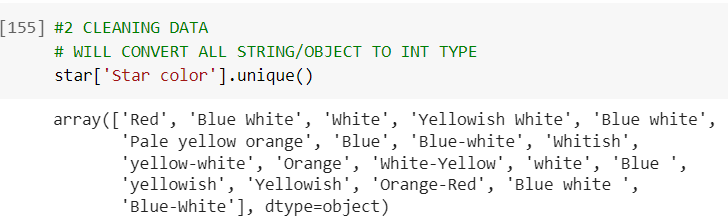 [155] #2 CLEANING DATA
# WILL CONVERT ALL STRING/OBJECT TO INT TYPE
star['Star color'].unique()
array(['Red', 'Blue White', 'White', 'Yellowish White', 'Blue white',
'Pale yellow orange', 'Blue', 'Blue-white', 'Whitish',
'yellow-white', 'Orange', 'White-Yellow', 'white', 'Blue ',
'yellowish', 'Yellowish', 'Orange-Red', 'Blue white ',
'Blue-White'], dtype=object)